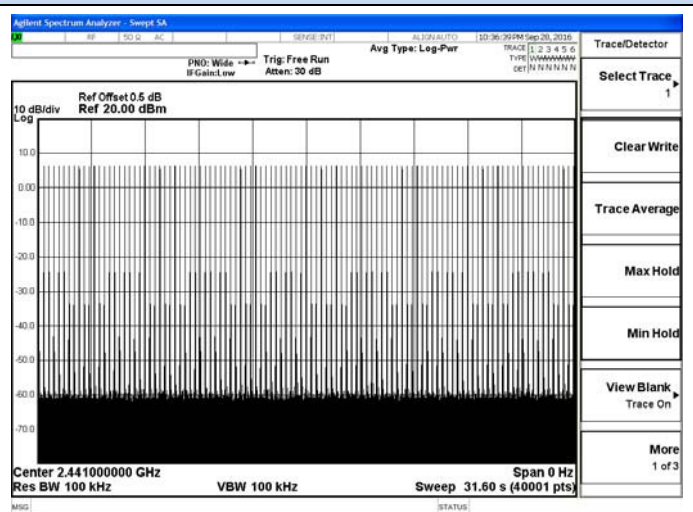 Agilent Spectrum Analyzer - Swept SA
RF 50 Ω AC SENSE:INT ALIGN AUTO 10:36:39 PM Sep 20, 2016
Avg Type: Log-Pwr
TRACE 1 2 3 4 5 6
TYPE
DET N N N N N N
PNO: Wide
IFGain:Low
Trig: Free Run
Atten: 30 dB
Ref Offset 0.5 dB
10 dB/div Ref 20.00 dBm
Log
10.0
0.00
-10.0
-20.0
-30.0
-40.0
-50.0
-60.0
-70.0
Center 2.441000000 GHz Span 0 Hz
Res BW 100 kHz VBW 100 kHz Sweep 31.60 s (40001 pts)
MSG STATUS
Trace/Detector
Select Trace
1
Clear Write
Trace Average
Max Hold
Min Hold
View Blank
Trace On
More
1 of 3